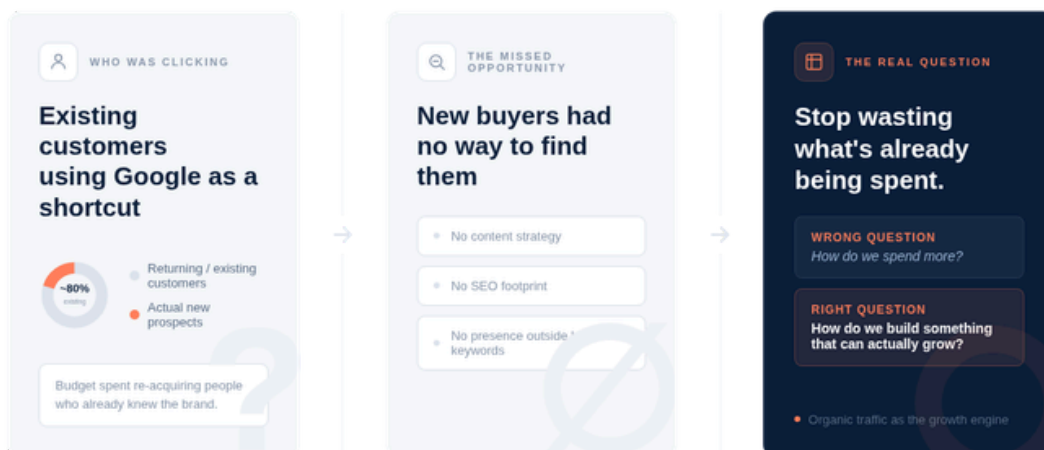 WHO WAS CLICKING
Existing
customers
using Google as a
shortcut
~80%
existing
Returning / existing
customers
Actual new
prospects
Budget spent re-acquiring people
who already knew the brand.
THE MISSED
OPPORTUNITY
New buyers had
no way to find
them
No content strategy
No SEO footprint
No presence outside
keywords
THE REAL QUESTION
Stop wasting
what's already
being spent.
WRONG QUESTION
How do we spend more?
RIGHT QUESTION
How do we build something
that can actually grow?
Organic traffic as the growth engine